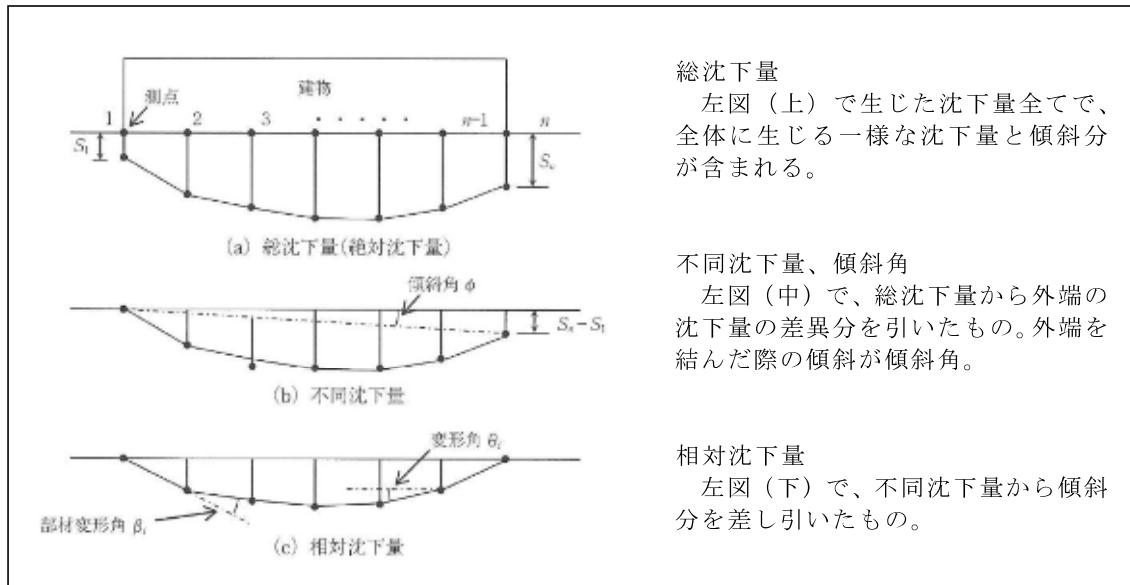 建物
測点
1 2 3 ・・・・・ n-1 n
S₁
Sₙ
(a) 総沈下量(絶対沈下量)
傾斜角 φ
Sₙ－S₁
(b) 不同沈下量
変形角 θᵢ
部材変形角 βᵢ
(c) 相対沈下量
総沈下量
左図（上）で生じた沈下量全てで、
全体に生じる一様な沈下量と傾斜分
が含まれる。
不同沈下量、傾斜角
左図（中）で、総沈下量から外端の
沈下量の差異分を引いたもの。外端を
結んだ際の傾斜が傾斜角。
相対沈下量
左図（下）で、不同沈下量から傾斜
分を差し引いたもの。